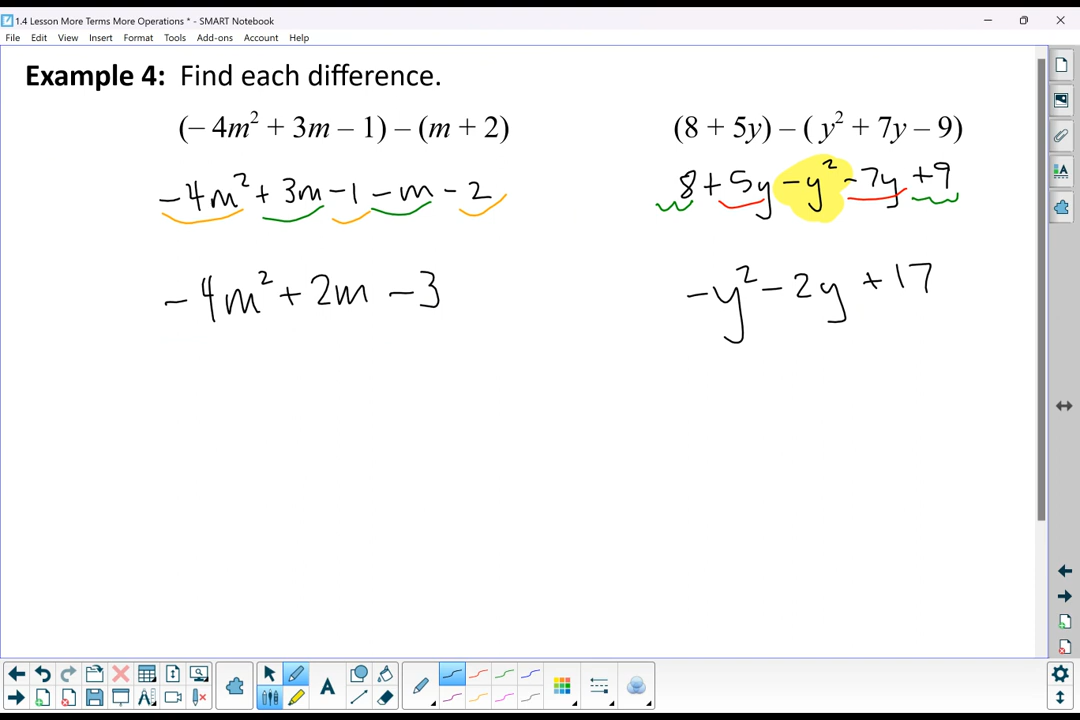 1.4 Lesson More Terms More Operations * - SMART Notebook
File Edit View Insert Format Tools Add-ons Account Help
Example 4: Find each difference.
(– 4m² + 3m – 1) – (m + 2)
(8 + 5y) – ( y² + 7y – 9)
-4m² + 3m -1 -m - 2
8 + 5y -y² -7y +9
-4m² + 2m -3
-y² - 2y + 17